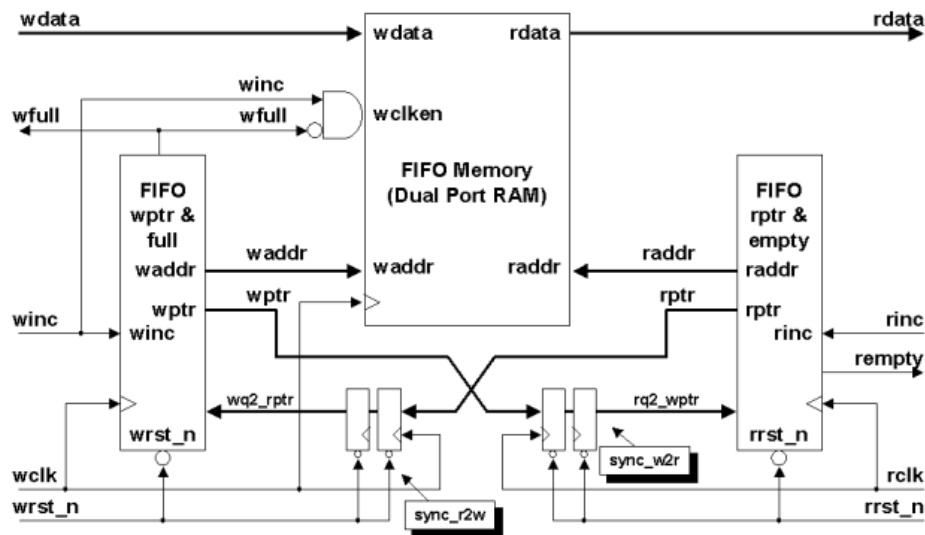 wdata
rdata
wdata rdata
winc
wfull
wfull
wclken
FIFO Memory
(Dual Port RAM)
FIFO
wptr &
full
FIFO
rptr &
empty
waddr
waddr
waddr
raddr
raddr
raddr
wptr
wptr
rptr
rptr
winc
winc
rinc
rinc
rempty
wq2_rptr
rq2_wptr
wrst_n
rrst_n
sync_w2r
wclk
rclk
sync_r2w
wrst_n
rrst_n